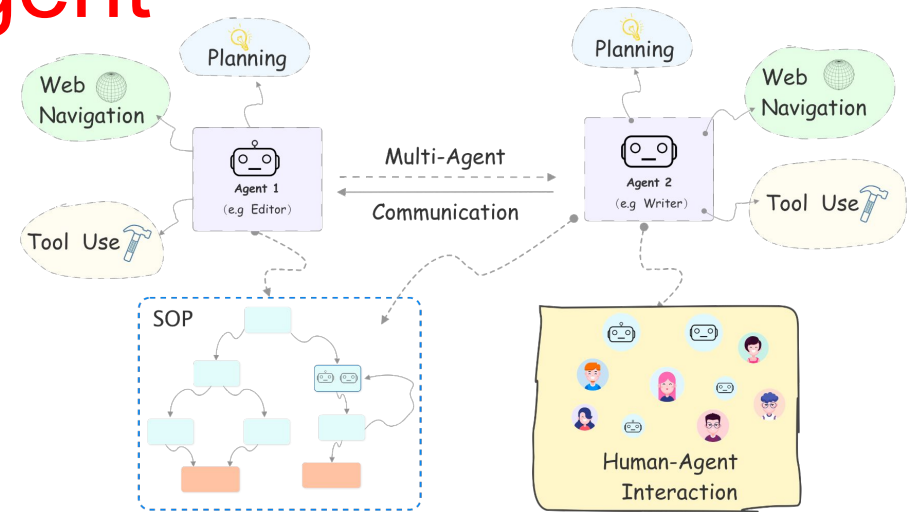 gent
Planning
Web
Navigation
Tool Use
Agent 1
(e.g Editor)
Multi-Agent
Communication
Planning
Agent 2
(e.g Writer)
Web
Navigation
Tool Use
SOP
Human-Agent
Interaction